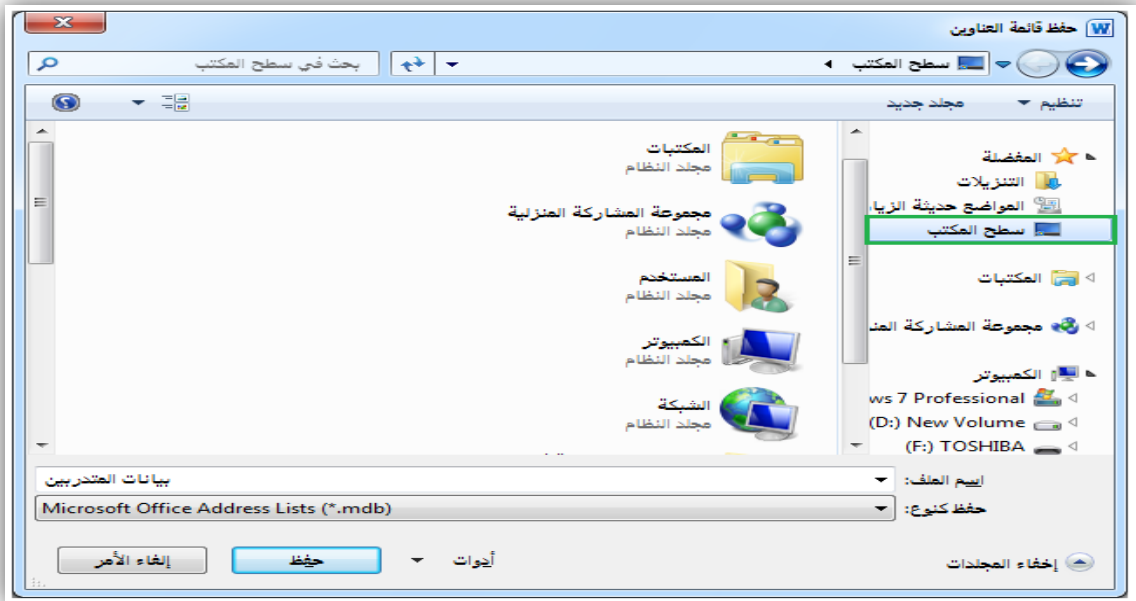 حفظ قائمة العناوين
سطح المكتب
بحث في سطح المكتب
تنظيم
مجلد جديد
المفضلة
التنزيلات
المواضع حديثة الزيا
سطح المكتب
المكتبات
مجموعة المشاركة المنز
الكمبيوتر
ws 7 Professional
(D:) New Volume
(F:) TOSHIBA
المكتبات
مجلد النظام
مجموعة المشاركة المنزلية
مجلد النظام
المستخدم
مجلد النظام
الكمبيوتر
مجلد النظام
الشبكة
مجلد النظام
اسم الملف: بيانات المتدربين
حفظ كنوع: Microsoft Office Address Lists (*.mdb)
إخفاء المجلدات
أدوات
حفظ
إلغاء الأمر